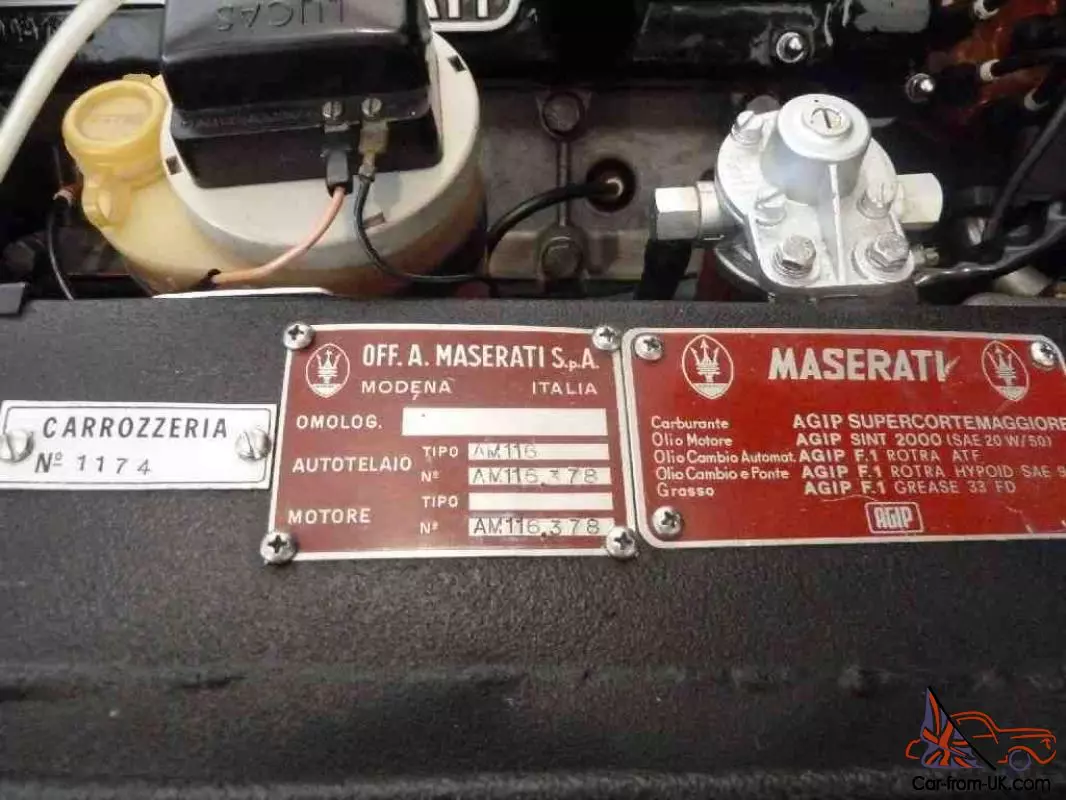 LUCAS
CARROZZERIA
Nº 1174
OFF. A. MASERATI S.p.A.
MODENA ITALIA
OMOLOG.
AUTOTELAIO TIPO AM116
Nº AM116.378
MOTORE TIPO
Nº AM116.378
MASERATI
Carburante AGIP SUPERCORTEMAGGIORE
Olio Motore AGIP SINT 2000 (SAE 20 W/50)
Olio Cambio Automat. AGIP F.1 ROTRA ATF.
Olio Cambio e Ponte AGIP F.1 ROTRA HYPOID SAE 9
Grasso AGIP F.1 GREASE 33 FD
AGIP
Car-from-UK.com